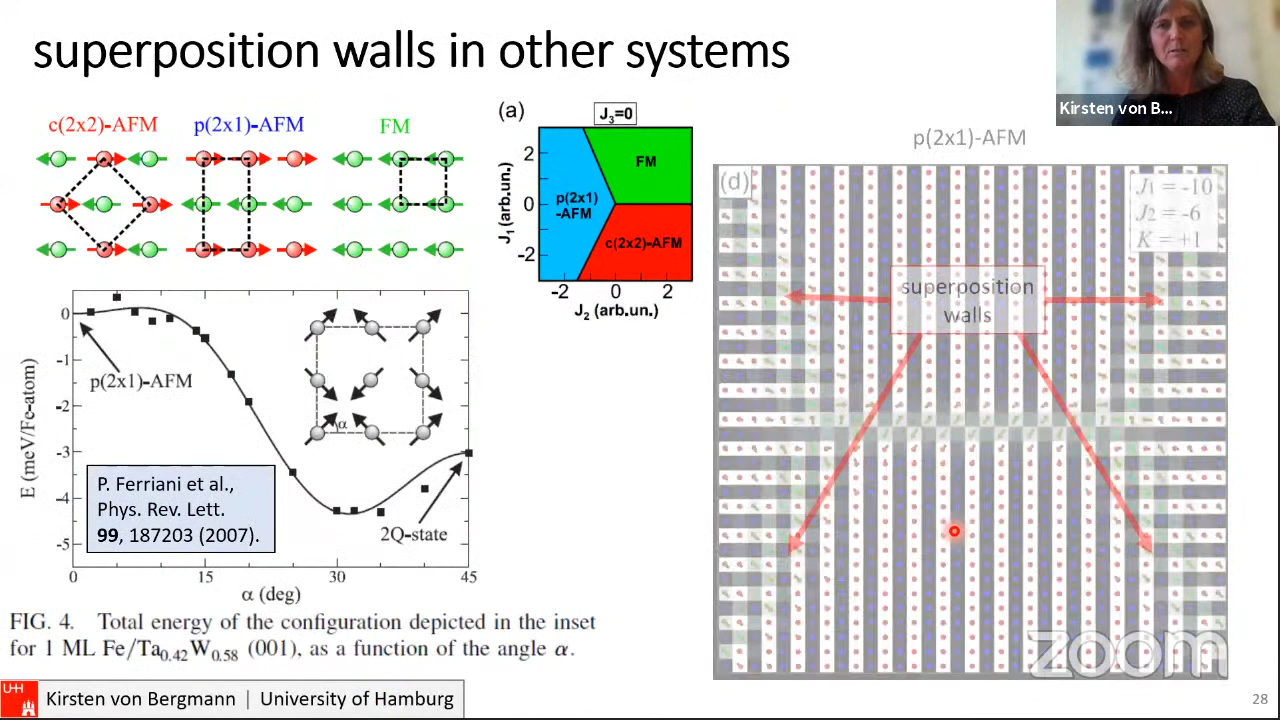 superposition walls in other systems
Kirsten von B...
c(2x2)-AFM
p(2x1)-AFM
FM
(a)
J3=0
2
0
-2
J1 (arb.un.)
FM
p(2x1)
-AFM
c(2x2)-AFM
-2
0
2
J2 (arb.un.)
p(2x1)-AFM
(d)
J1 = -10
J2 = -6
K = +1
superposition
walls
0
-1
-2
-3
-4
-5
E (meV/Fe-atom)
p(2x1)-AFM
α
2Q-state
P. Ferriani et al.,
Phys. Rev. Lett.
99, 187203 (2007).
0
15
30
45
α (deg)
FIG. 4. Total energy of the configuration depicted in the inset
for 1 ML Fe/Ta0.42W0.58 (001), as a function of the angle α.
zoom
UH
Kirsten von Bergmann | University of Hamburg
28